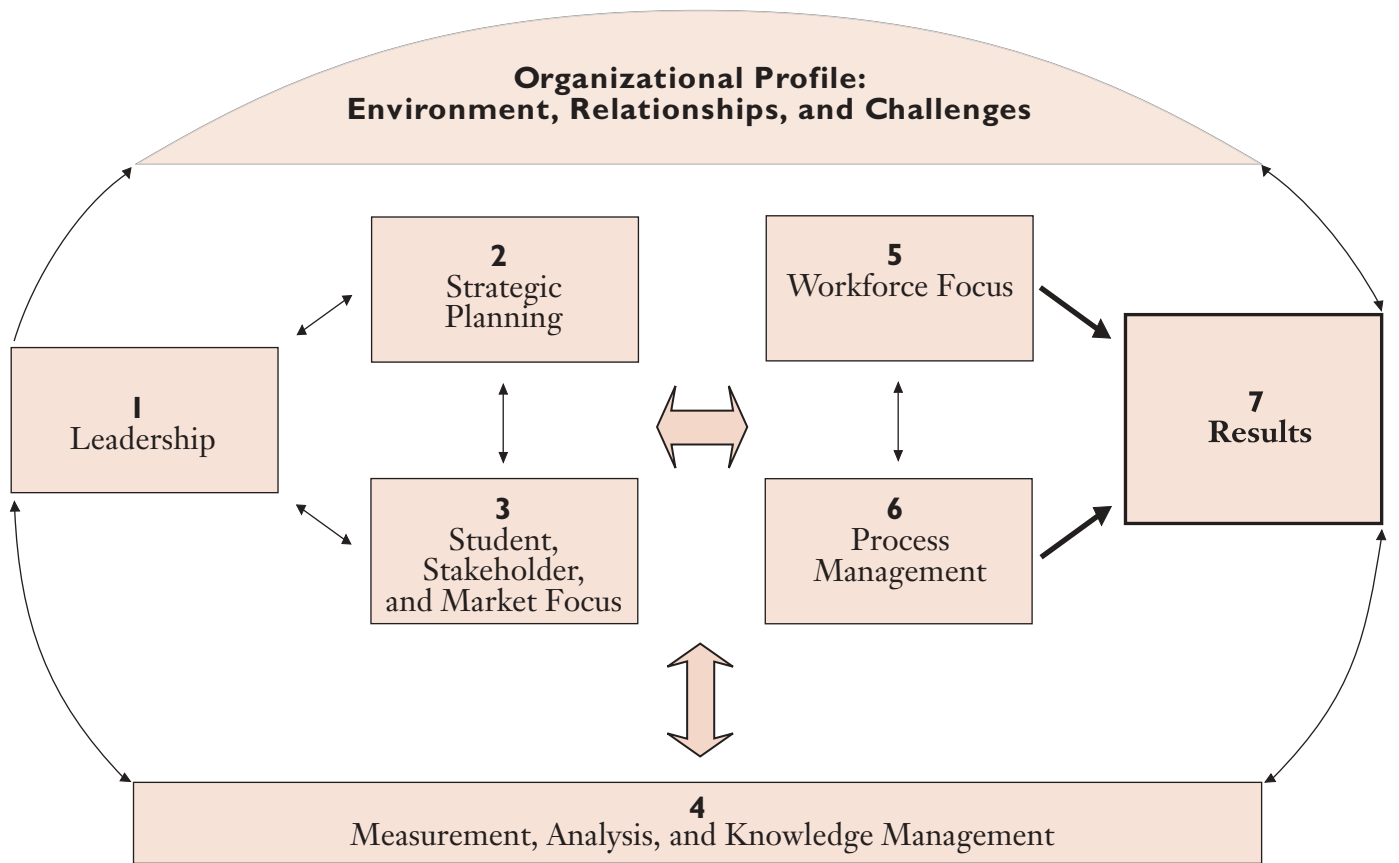 Organizational Profile:
Environment, Relationships, and Challenges
2
Strategic
Planning
5
Workforce Focus
1
Leadership
7
Results
3
Student,
Stakeholder,
and Market Focus
6
Process
Management
4
Measurement, Analysis, and Knowledge Management